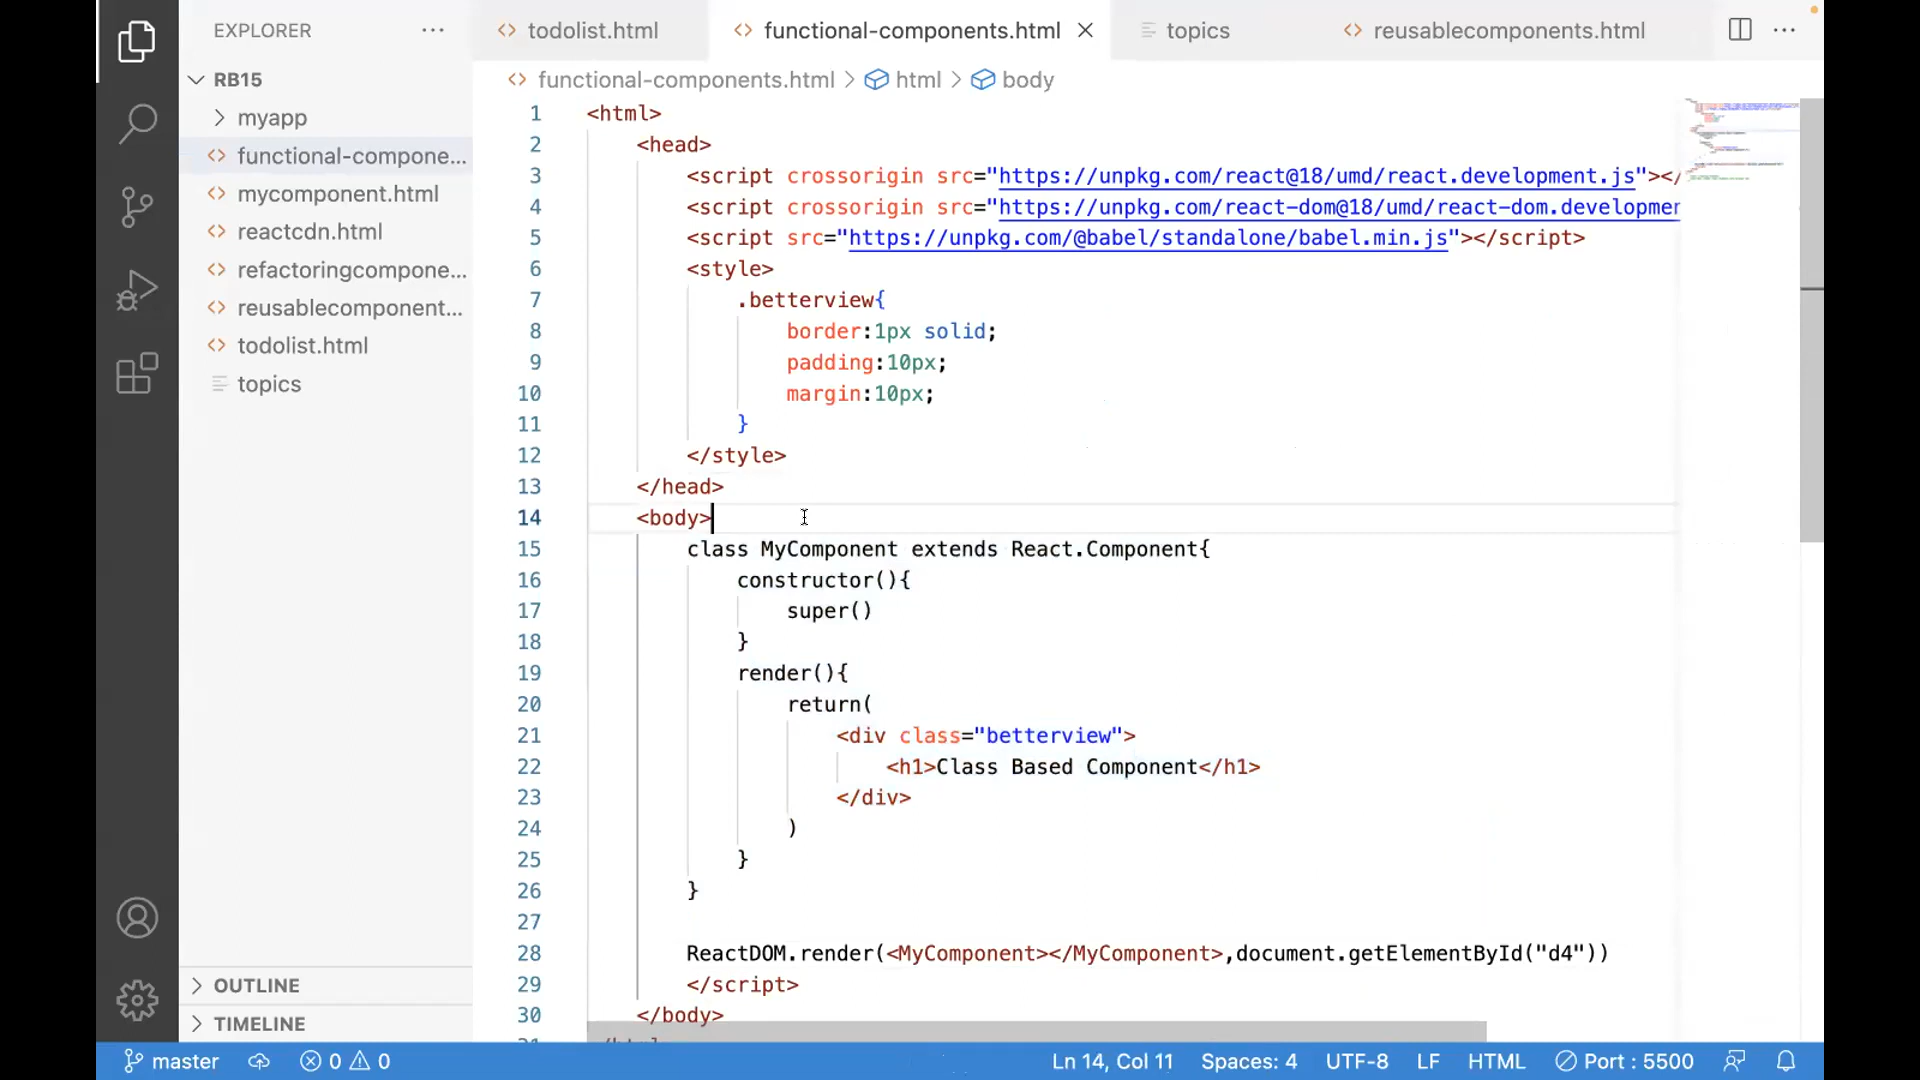 EXPLORER
RB15
myapp
functional-compone...
mycomponent.html
reactcdn.html
refactoringcompone...
reusablecomponent...
todolist.html
topics
OUTLINE
TIMELINE
todolist.html
functional-components.html
topics
reusablecomponents.html
functional-components.html > html > body
1 <html>
2 <head>
3 <script crossorigin src="https://unpkg.com/react@18/umd/react.development.js"></
4 <script crossorigin src="https://unpkg.com/react-dom@18/umd/react-dom.developmen
5 <script src="https://unpkg.com/@babel/standalone/babel.min.js"></script>
6 <style>
7 .betterview{
8 border:1px solid;
9 padding:10px;
10 margin:10px;
11 }
12 </style>
13 </head>
14 <body>
15 class MyComponent extends React.Component{
16 constructor(){
17 super()
18 }
19 render(){
20 return(
21 <div class="betterview">
22 <h1>Class Based Component</h1>
23 </div>
24 )
25 }
26 }
27
28 ReactDOM.render(<MyComponent></MyComponent>,document.getElementById("d4"))
29 </script>
30 </body>
master 0 0 Ln 14, Col 11 Spaces: 4 UTF-8 LF HTML Port : 5500